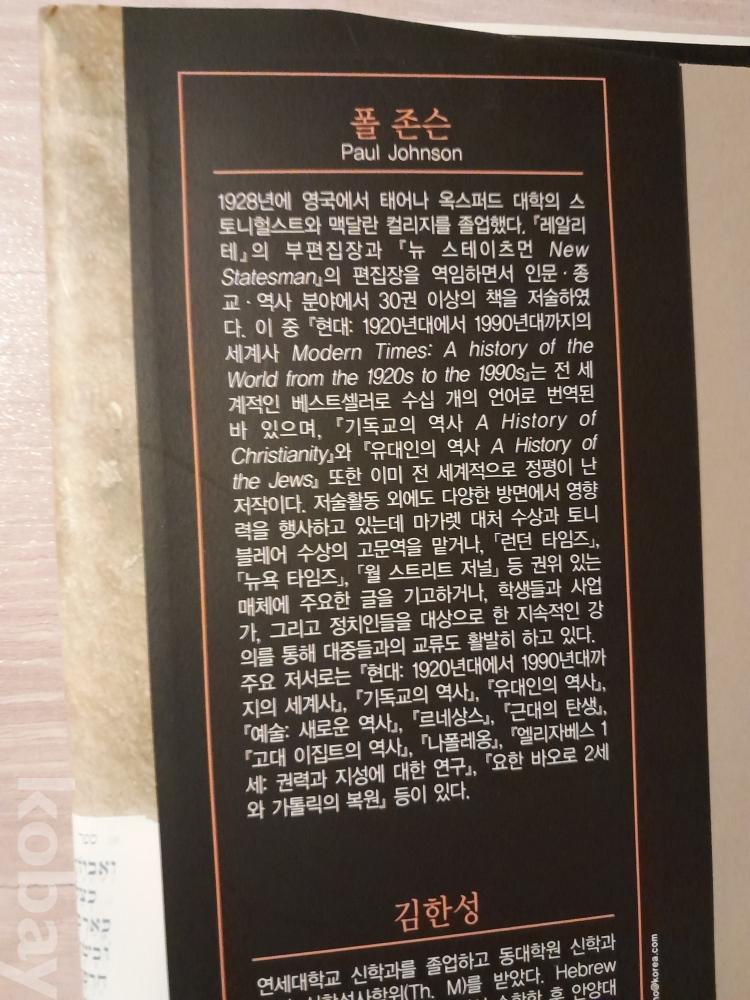 폴 존슨
Paul Johnson
1928년에 영국에서 태어나 옥스퍼드 대학의 스
토니헐스트와 맥달란 컬리지를 졸업했다. 『레알리
테』의 부편집장과 『뉴 스테이츠먼 New
Statesman』의 편집장을 역임하면서 인문·종
교·역사 분야에서 30권 이상의 책을 저술하였
다. 이 중 『현대: 1920년대에서 1990년대까지의
세계사 Modern Times: A history of the
World from the 1920s to the 1990s』는 전 세
계적인 베스트셀러로 수십 개의 언어로 번역된
바 있으며, 『기독교의 역사 A History of
Christianity』와 『유대인의 역사 A History of
the Jews』 또한 이미 전 세계적으로 정평이 난
저작이다. 저술활동 외에도 다양한 방면에서 영향
력을 행사하고 있는데 마가렛 대처 수상과 토니
블레어 수상의 고문역을 맡거나, 「런던 타임즈」,
「뉴욕 타임즈」, 「월 스트리트 저널」 등 권위 있는
매체에 주요한 글을 기고하거나, 학생들과 사업
가, 그리고 정치인들을 대상으로 한 지속적인 강
의를 통해 대중들과의 교류도 활발히 하고 있다.
주요 저서로는 『현대: 1920년대에서 1990년대까
지의 세계사』, 『기독교의 역사』, 『유대인의 역사』,
『예술: 새로운 역사』, 『르네상스』, 『근대의 탄생』,
『고대 이집트의 역사』, 『나폴레옹』, 『엘리자베스 1
세: 권력과 지성에 대한 연구』, 『요한 바오로 2세
와 가톨릭의 복원』 등이 있다.
김한성
연세대학교 신학과를 졸업하고 동대학원 신학과
신학석사학위(Th. M)를 받았다. Hebrew
수학한 후 안양대
@korea.com
kobay